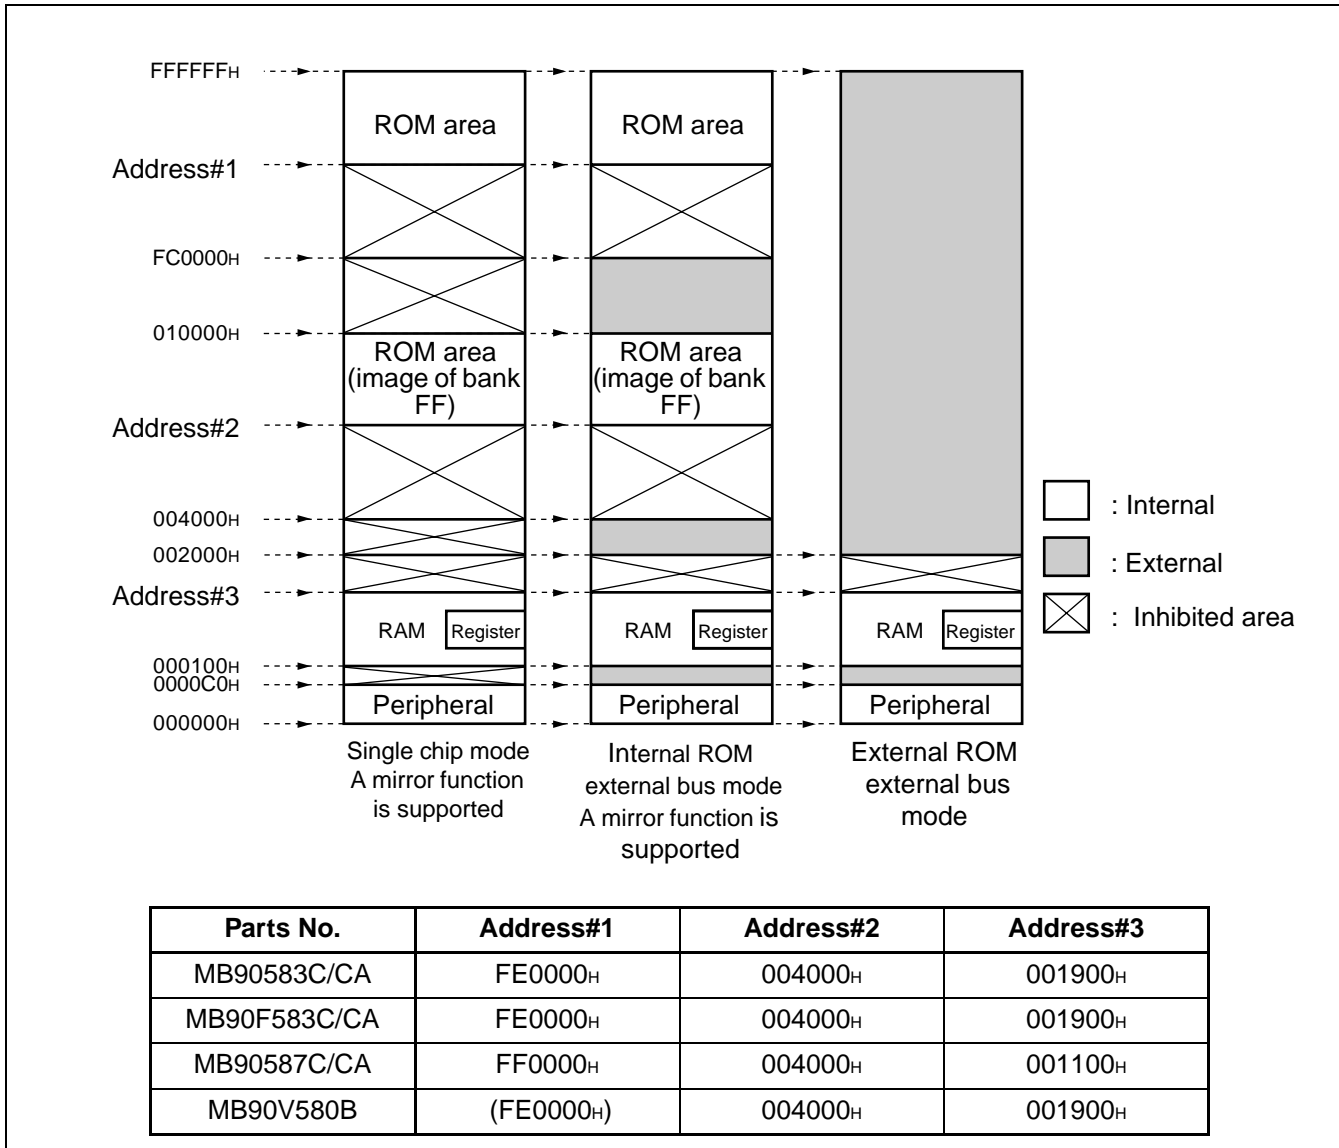 FFFFFFH
ROM area
ROM area
Address#1
FC0000H
010000H
ROM area
(image of bank
FF)
ROM area
(image of bank
FF)
Address#2
004000H
002000H
: Internal
: External
: Inhibited area
Address#3
RAM
Register
RAM
Register
RAM
Register
000100H
0000C0H
Peripheral
Peripheral
Peripheral
000000H
Single chip mode
A mirror function
is supported
Internal ROM
external bus mode
A mirror function is
supported
External ROM
external bus
mode
Parts No. Address#1 Address#2 Address#3
MB90583C/CA FE0000H 004000H 001900H
MB90F583C/CA FE0000H 004000H 001900H
MB90587C/CA FF0000H 004000H 001100H
MB90V580B (FE0000H) 004000H 001900H